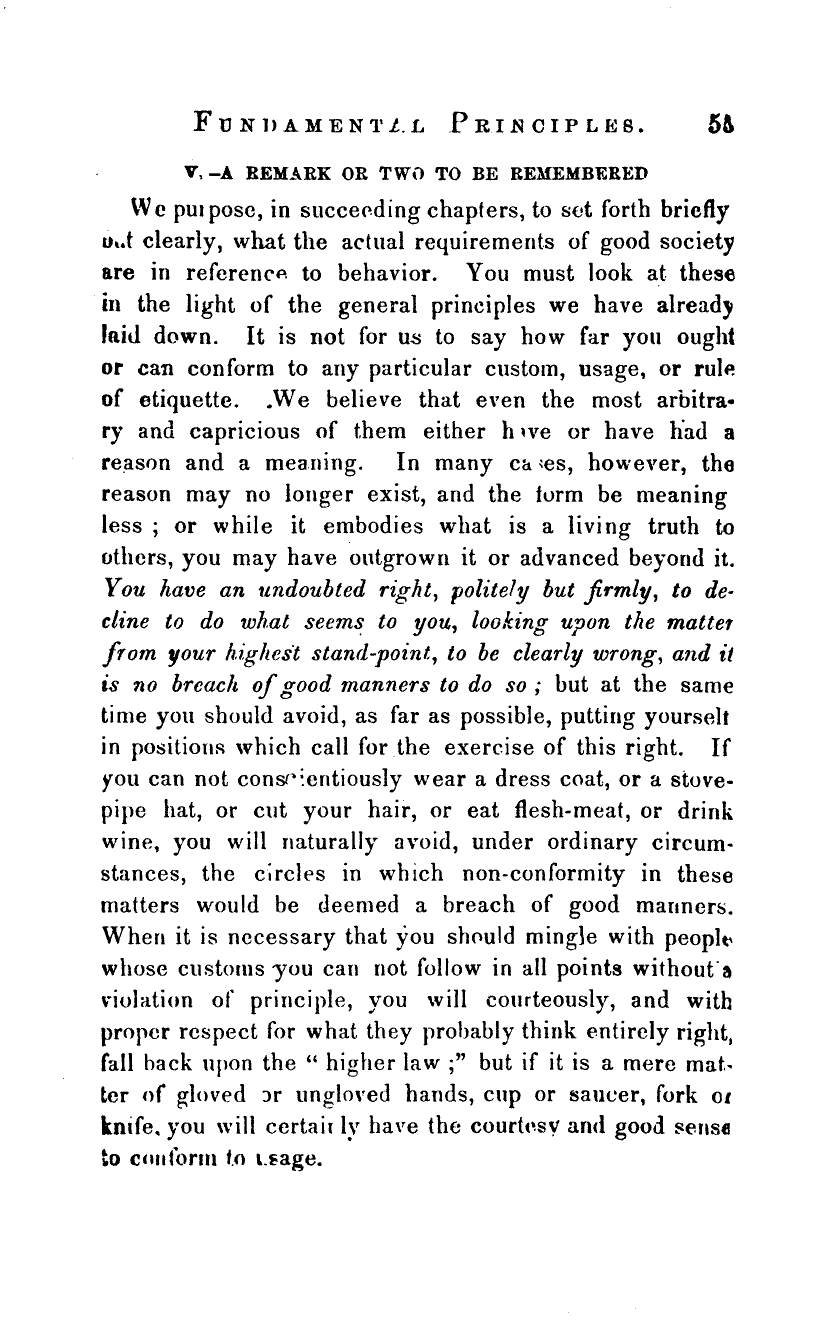 FUNDAMENTAL PRINCIPLES. 55
V.—A REMARK OR TWO TO BE REMEMBERED
We purpose, in succeeding chapters, to set forth briefly
but clearly, what the actual requirements of good society
are in reference to behavior. You must look at these
in the light of the general principles we have already
laid down. It is not for us to say how far you ought
or can conform to any particular custom, usage, or rule
of etiquette. .We believe that even the most arbitra-
ry and capricious of them either have or have had a
reason and a meaning. In many cases, however, the
reason may no longer exist, and the form be meaning
less ; or while it embodies what is a living truth to
others, you may have outgrown it or advanced beyond it.
You have an undoubted right, politely but firmly, to de-
cline to do what seems to you, looking upon the matter
from your highest stand-point, to be clearly wrong, and it
is no breach of good manners to do so ; but at the same
time you should avoid, as far as possible, putting yourself
in positions which call for the exercise of this right. If
you can not conscientiously wear a dress coat, or a stove-
pipe hat, or cut your hair, or eat flesh-meat, or drink
wine, you will naturally avoid, under ordinary circum-
stances, the circles in which non-conformity in these
matters would be deemed a breach of good manners.
When it is necessary that you should mingle with people
whose customs you can not follow in all points without a
violation of principle, you will courteously, and with
proper respect for what they probably think entirely right,
fall back upon the “ higher law ;” but if it is a mere mat-
ter of gloved or ungloved hands, cup or saucer, fork or
knife, you will certainly have the courtesy and good sense
to conform to usage.